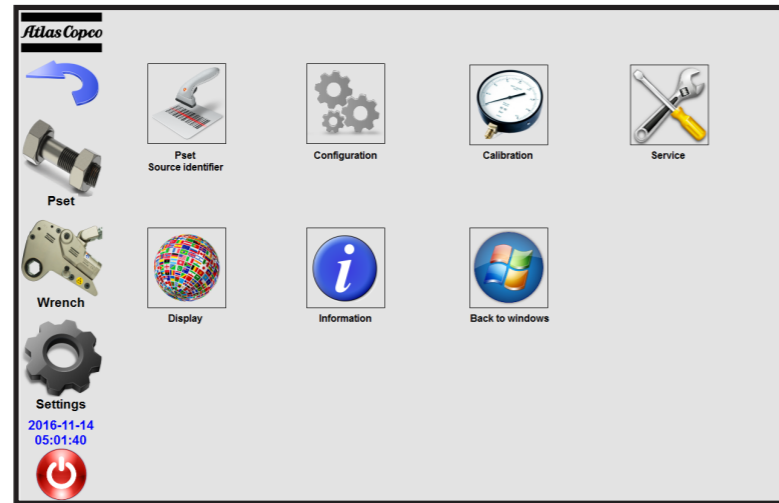 Atlas Copco
Pset
Wrench
Settings
2016-11-14
05:01:40
Pset
Source identifier
Configuration
Calibration
Service
Display
Information
Back to windows